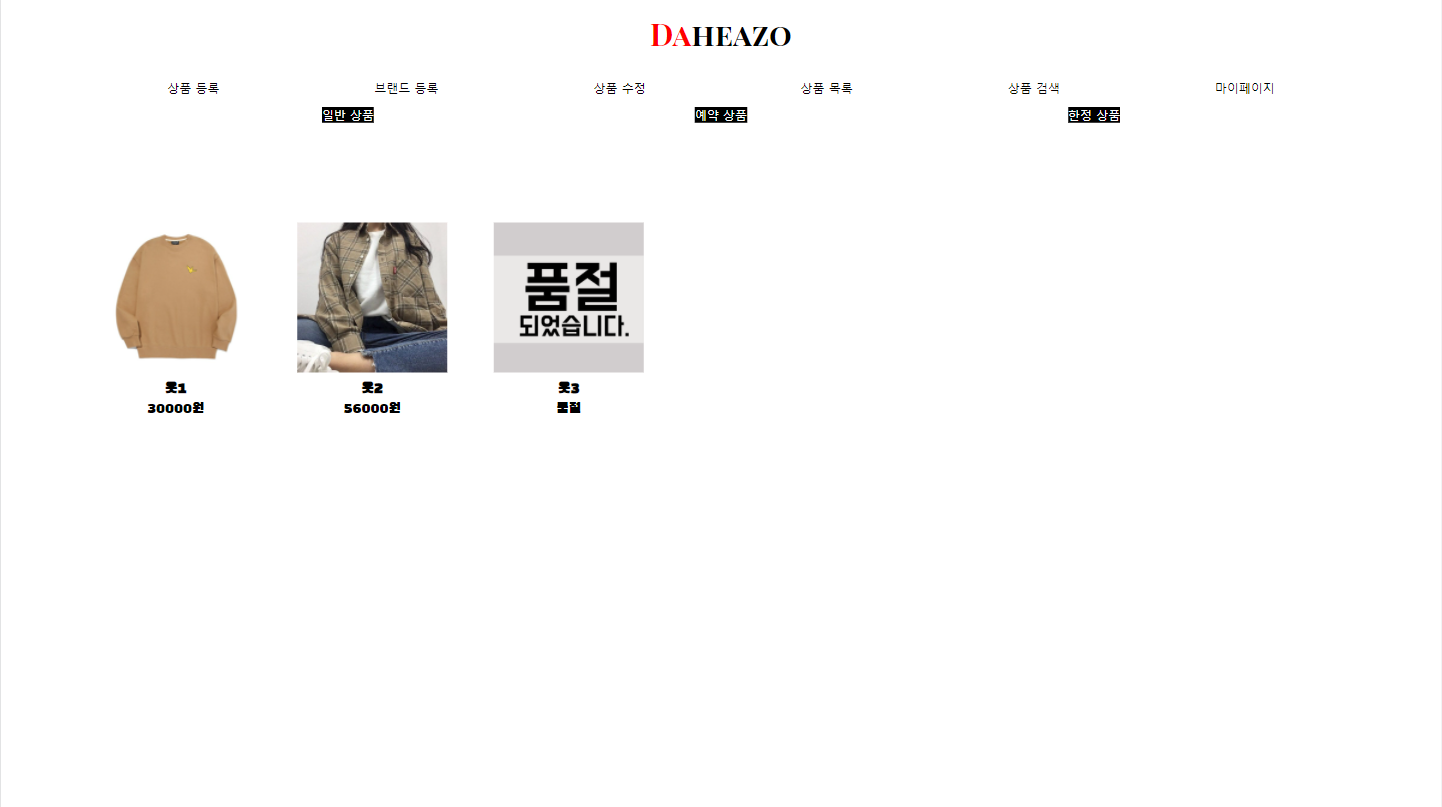 DAHEAZO
상품 등록 브랜드 등록 상품 수정 상품 목록 상품 검색 마이페이지
일반 상품 예약 상품 한정 상품
품절
되었습니다.
옷1 옷2 옷3
30000원 56000원 품절